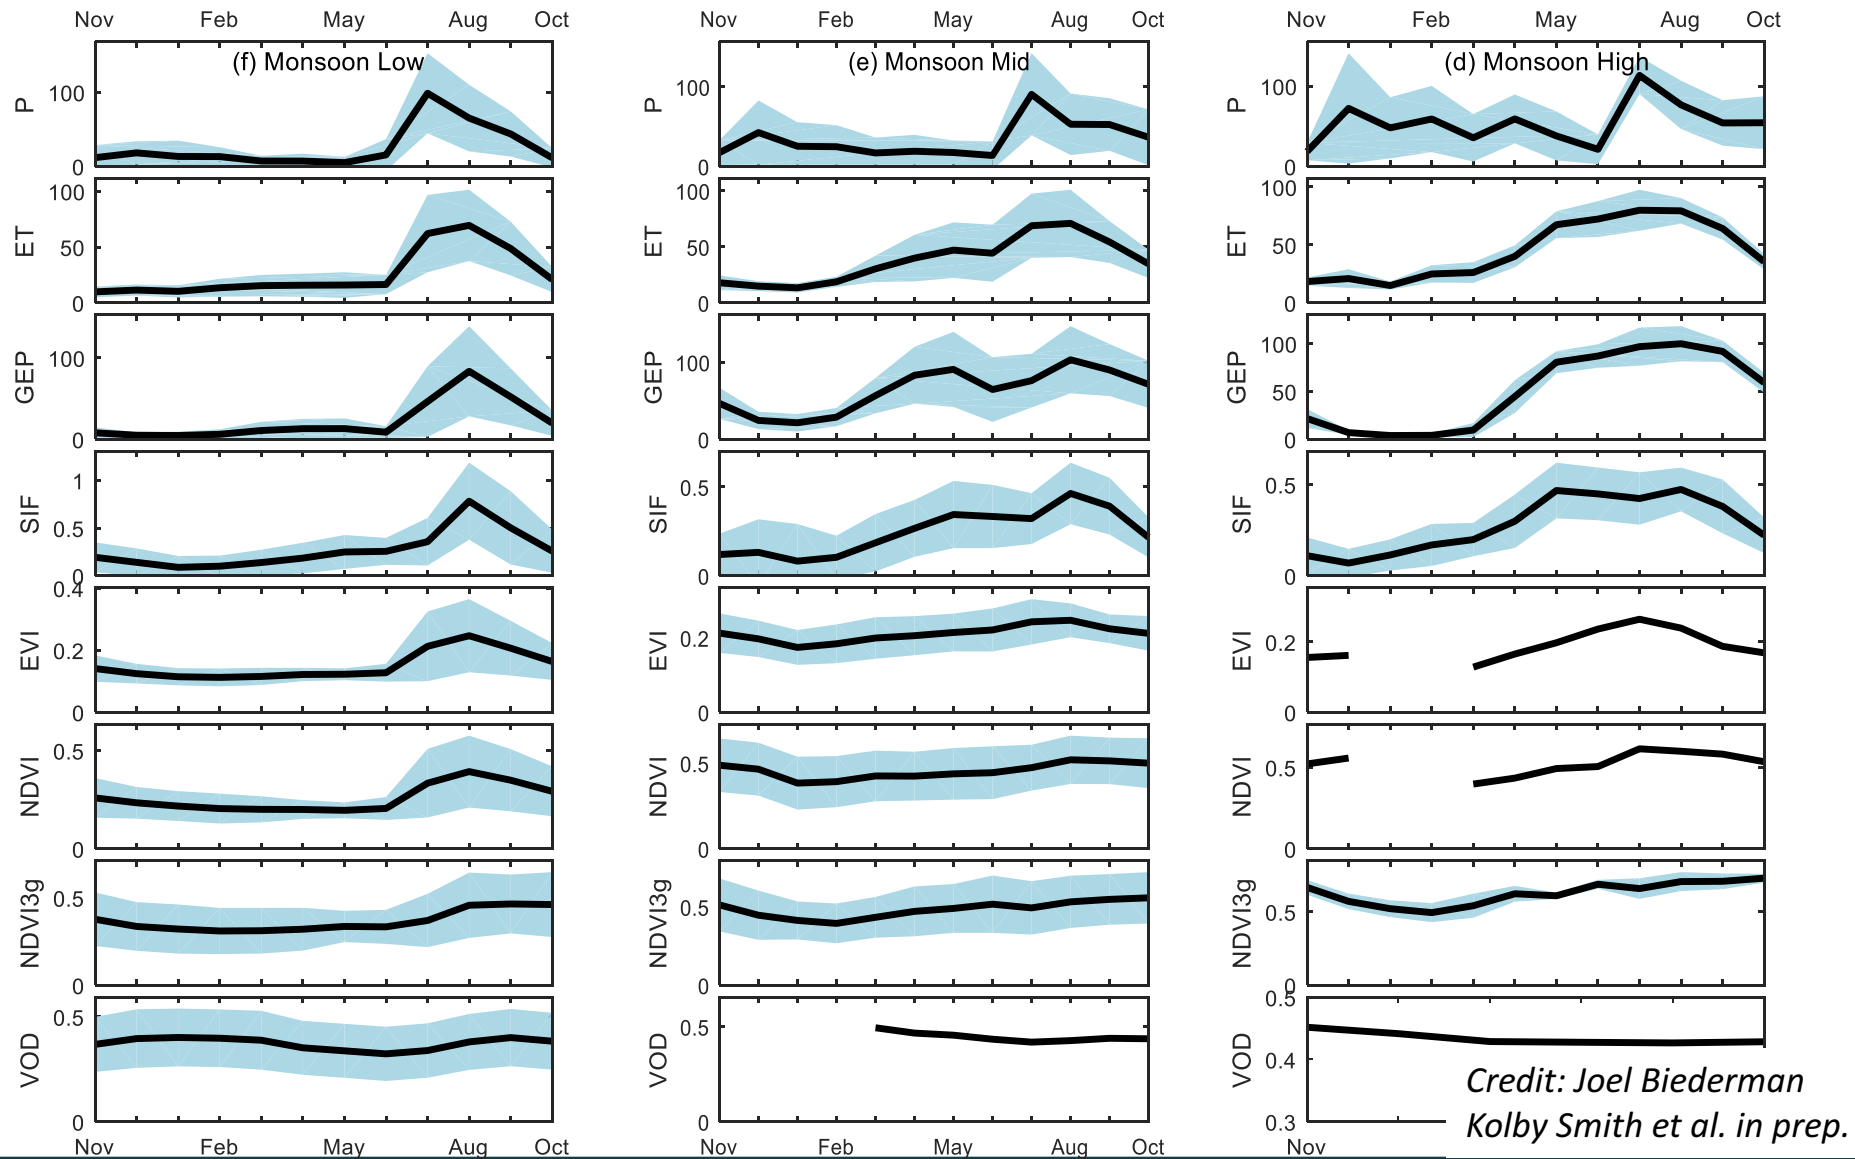 Nov Feb May Aug Oct Nov Feb May Aug Oct Nov Feb May Aug Oct
(f) Monsoon Low (e) Monsoon Mid (d) Monsoon High
P 100 0 P 100 0 P 100 0
ET 100 50 0 ET 100 50 0 ET 100 50 0
GEP 100 0 GEP 100 0 GEP 100 50 0
SIF 1 0.5 0 SIF 0.5 0 SIF 0.5 0
EVI 0.4 0.2 0 EVI 0.2 0 EVI 0.2 0
NDVI 0.5 0 NDVI 0.5 0 NDVI 0.5 0
NDVI3g 0.5 0 NDVI3g 0.5 0 NDVI3g 0.5 0
VOD 0.5 0 VOD 0.5 0 VOD 0.5 0.4 0.3
Nov Feb May Aug Oct Nov Feb May Aug Oct Nov
Credit: Joel Biederman
Kolby Smith et al. in prep.